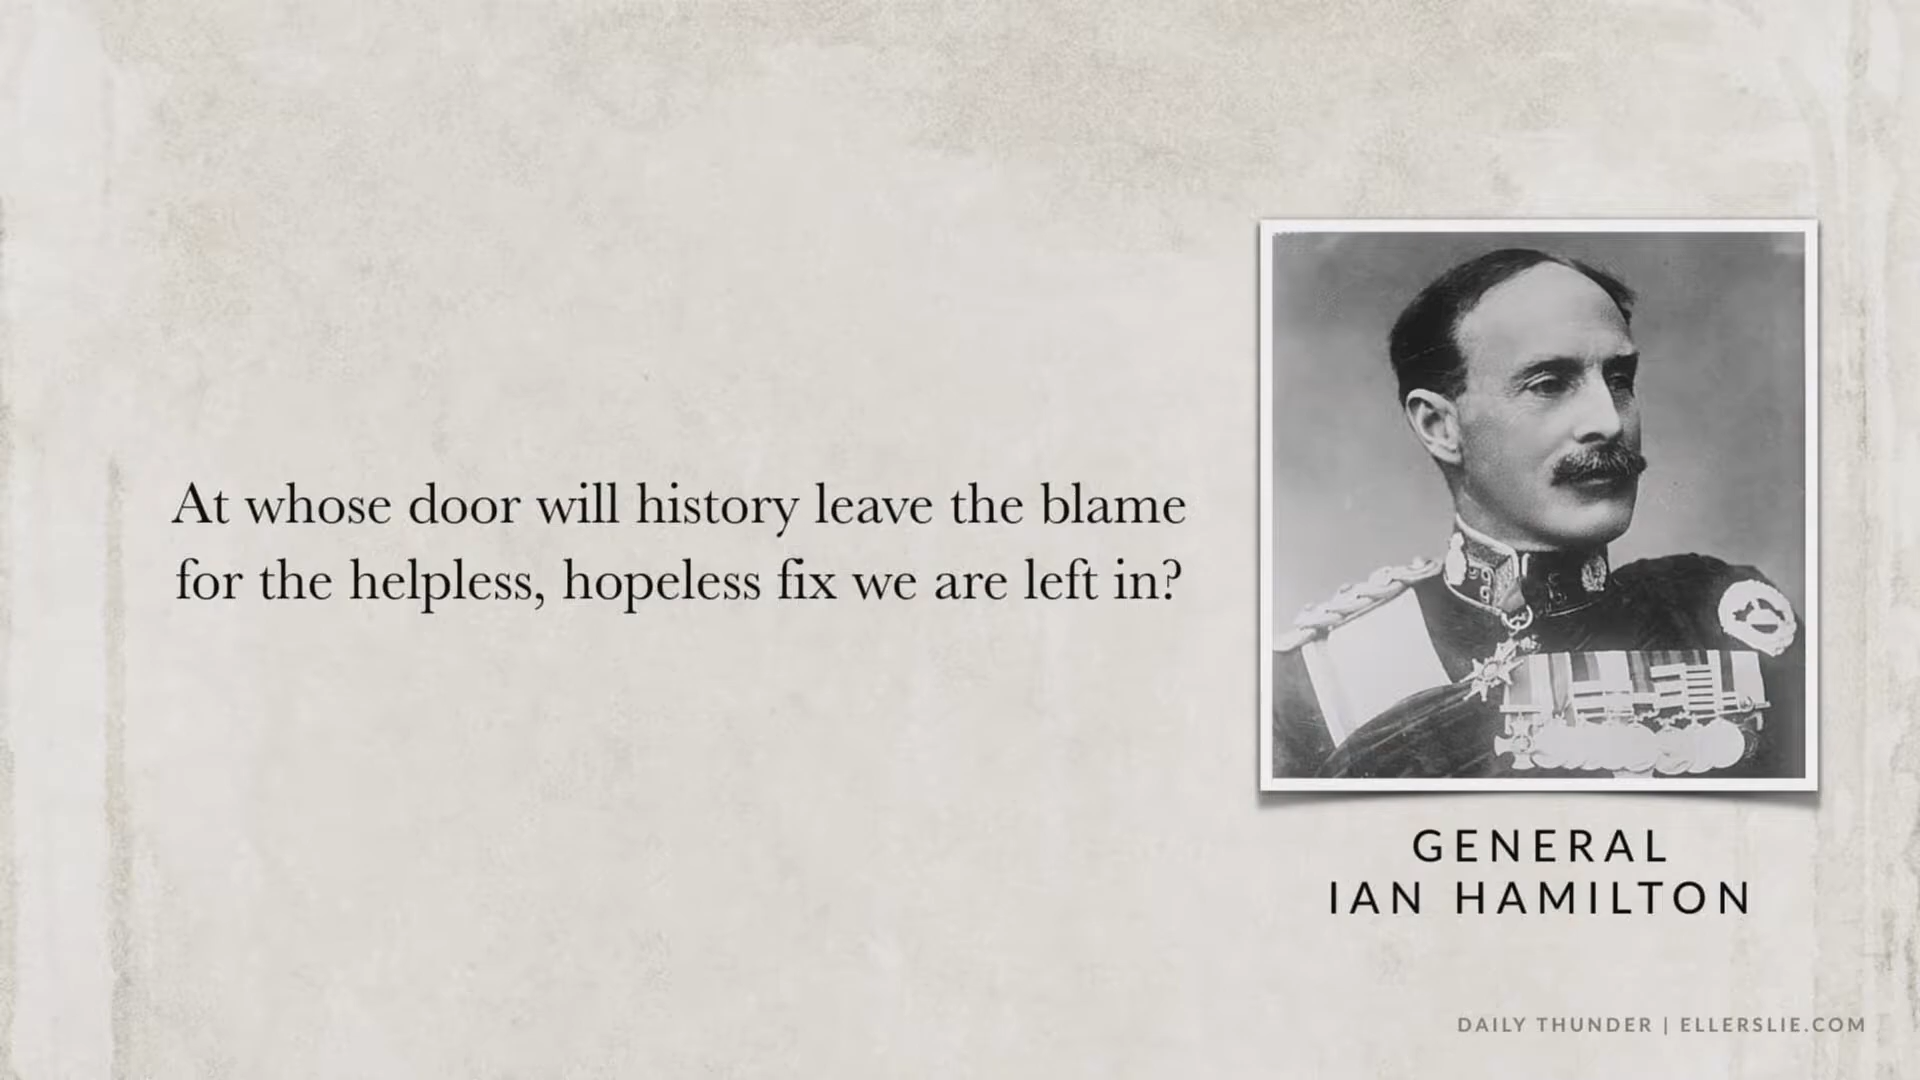 At whose door will history leave the blame
for the helpless, hopeless fix we are left in?
GENERAL
IAN HAMILTON
DAILY THUNDER | ELLERSLIE.COM